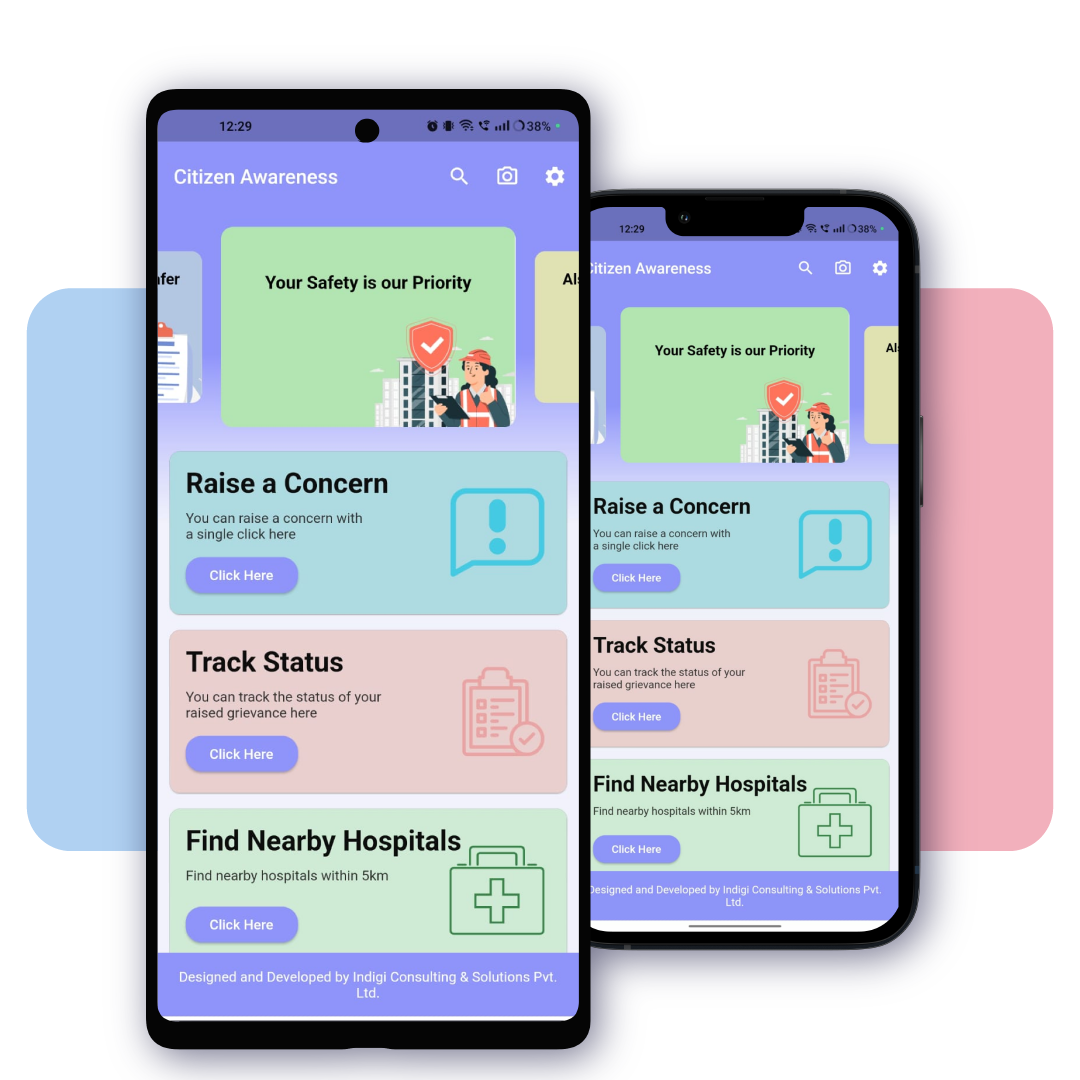 12:29
38%
Citizen Awareness
Your Safety is our Priority
Raise a Concern
You can raise a concern with
a single click here
Click Here
Track Status
You can track the status of your
raised grievance here
Click Here
Find Nearby Hospitals
Find nearby hospitals within 5km
Click Here
Designed and Developed by Indigi Consulting & Solutions Pvt.
Ltd.
12:29
38%
Citizen Awareness
Your Safety is our Priority
Raise a Concern
You can raise a concern with
a single click here
Click Here
Track Status
You can track the status of your
raised grievance here
Click Here
Find Nearby Hospitals
Find nearby hospitals within 5km
Click Here
Designed and Developed by Indigi Consulting & Solutions Pvt.
Ltd.